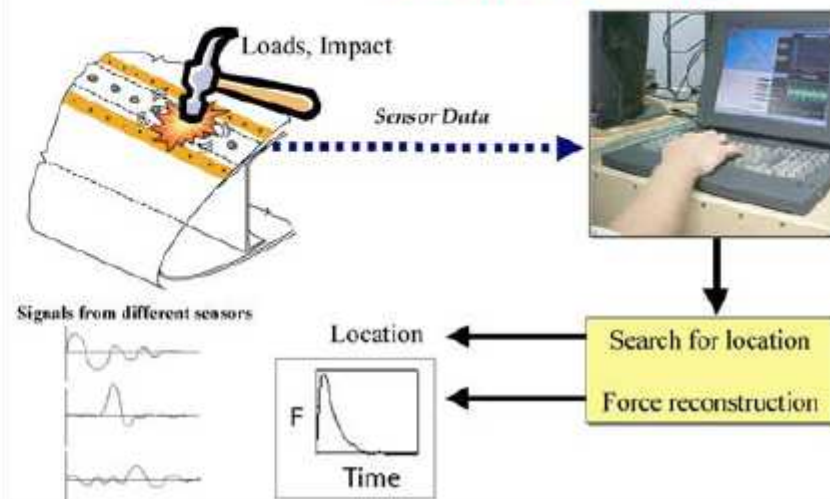 Loads, Impact
Sensor Data
Signals from different sensors
Location
Search for location
Force reconstruction
F
Time